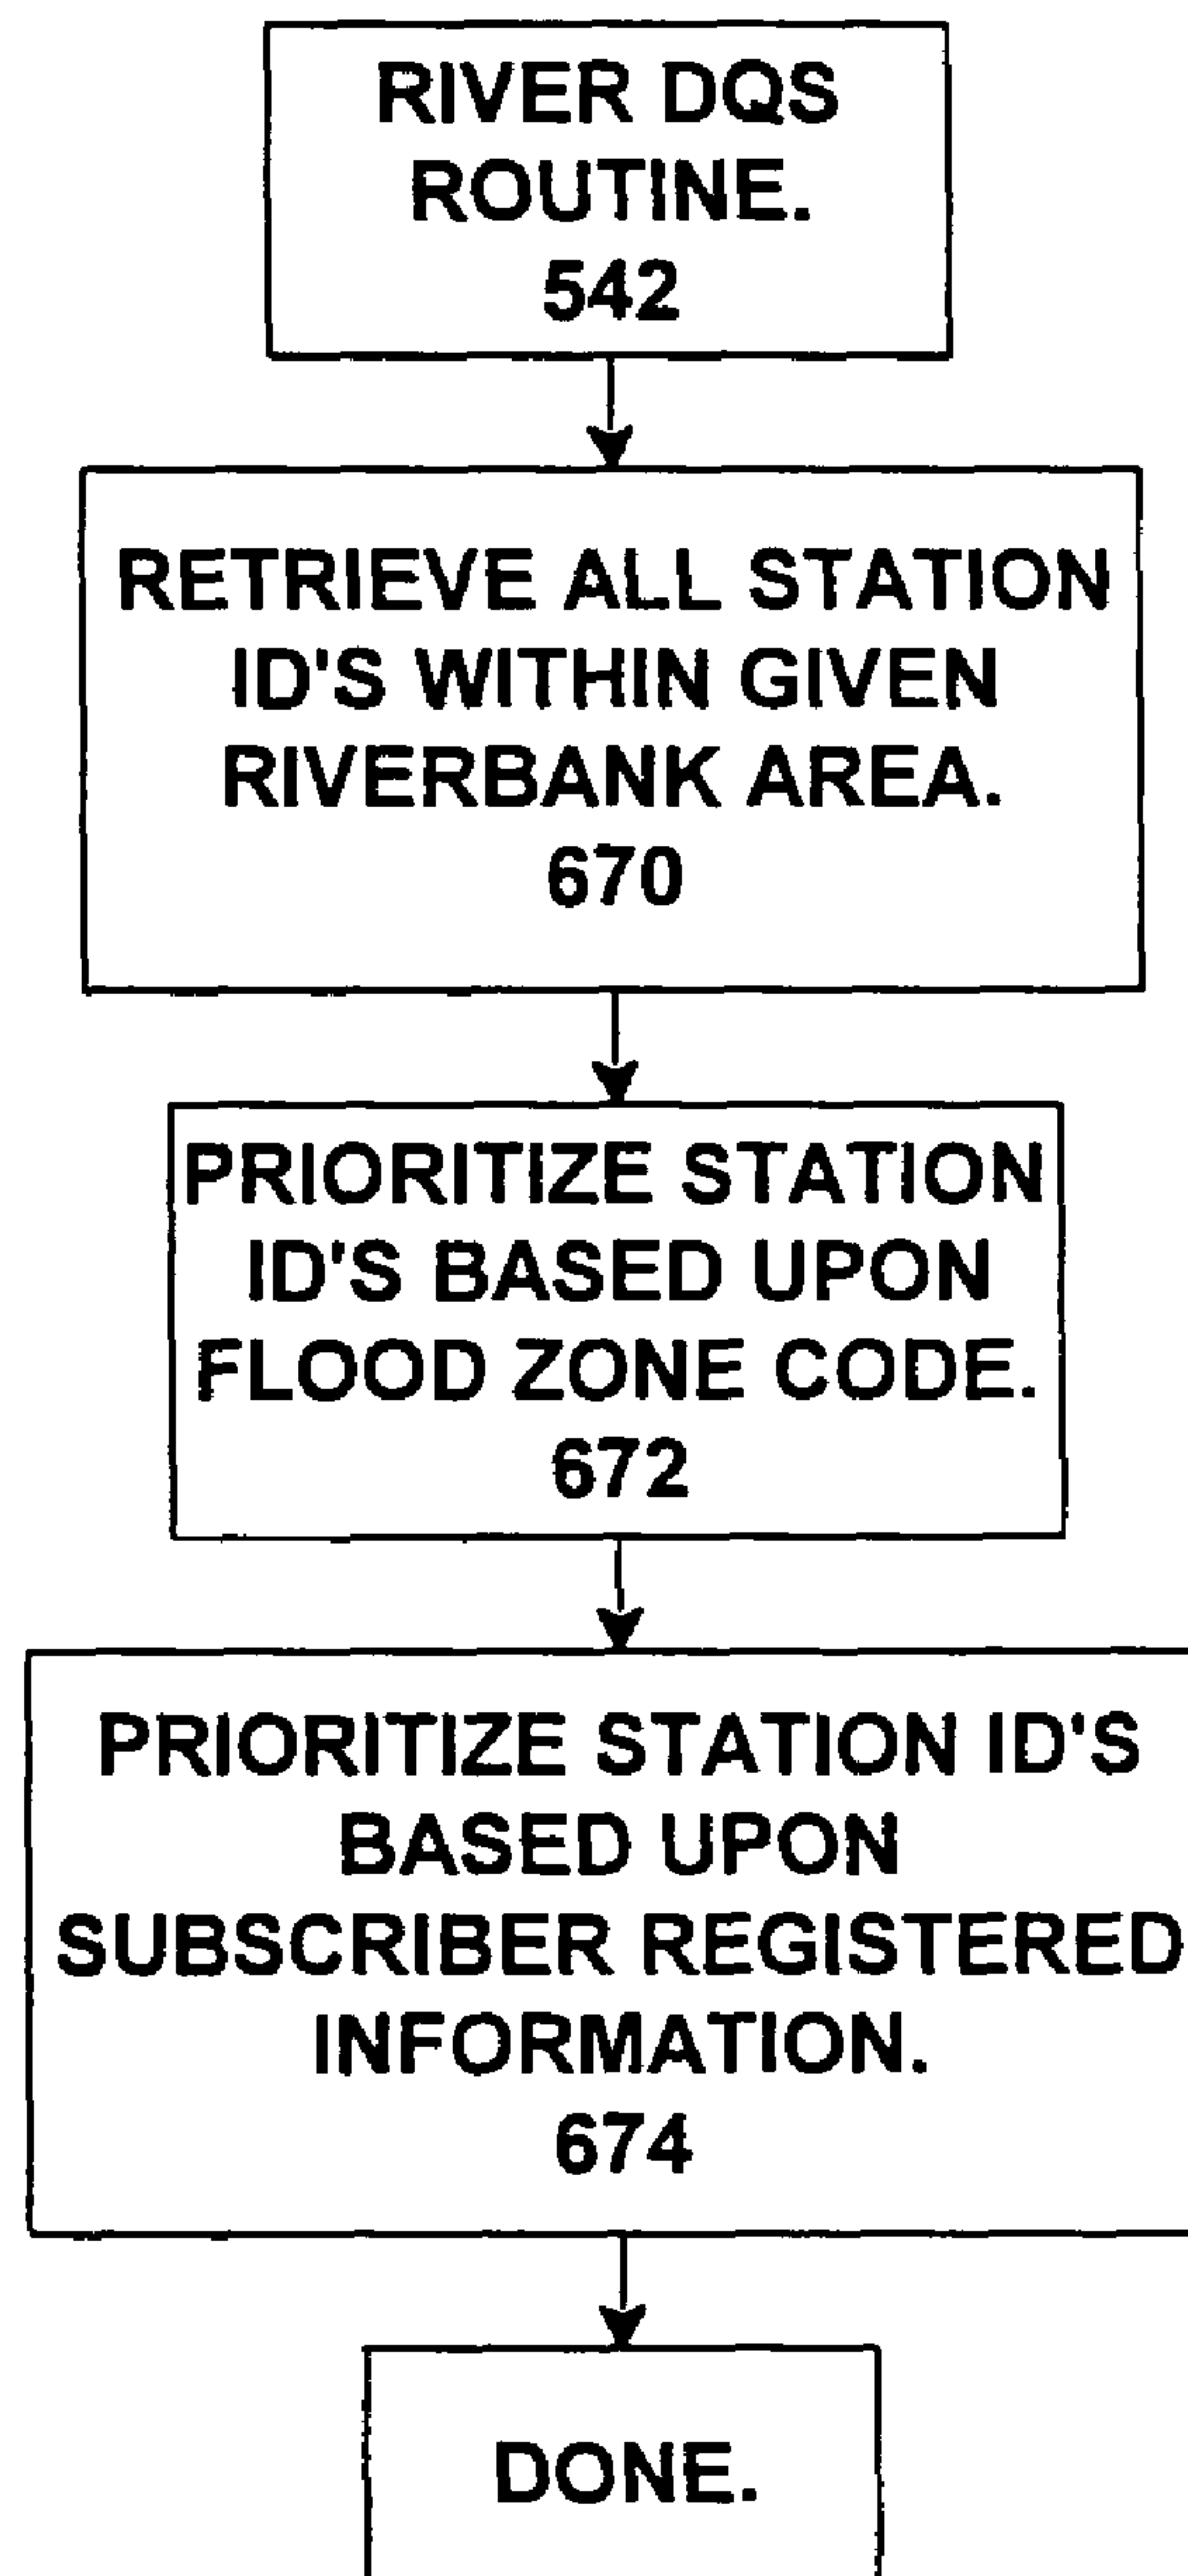 RIVER DQS
ROUTINE.
542
RETRIEVE ALL STATION
ID'S WITHIN GIVEN
RIVERBANK AREA.
670
PRIORITIZE STATION
ID'S BASED UPON
FLOOD ZONE CODE.
672
PRIORITIZE STATION ID'S
BASED UPON
SUBSCRIBER REGISTERED
INFORMATION.
674
DONE.